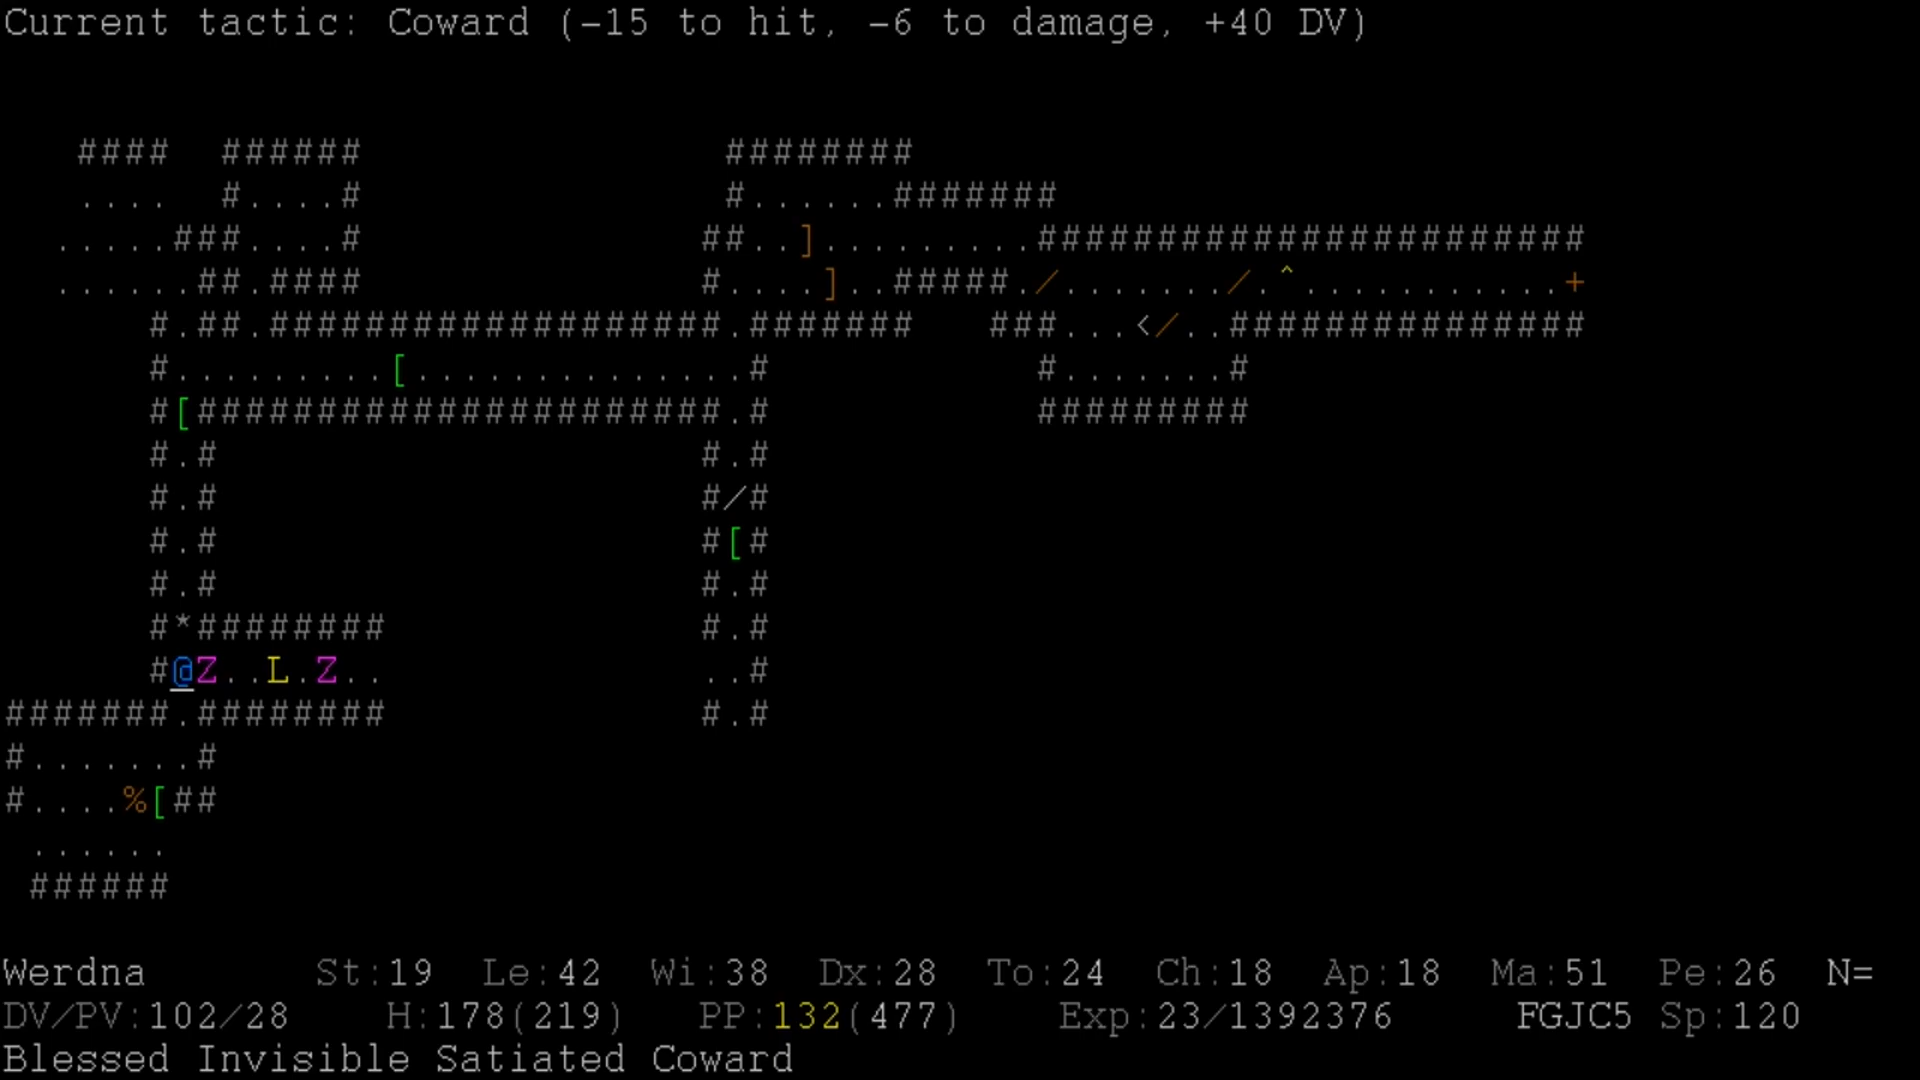 Current tactic: Coward (-15 to hit, -6 to damage, +40 DV)
####  ######                ########
....  #....#                #......#######
.....###....#              ##..].........#######################
......##.####              #....]..#####./......./.^...........+
#.##.###################.#######   ###...</..###############
#.........[..............#            #.......#
#[######################.#            #########
#.#                    #.#
#.#                    #/#
#.#                    #[#
#.#                    #.#
#*########             #.#
#@Z..L.Z..             ..#
#######.########             #.#
#.......#
#....%[##
......
######
Werdna St:19 Le:42 Wi:38 Dx:28 To:24 Ch:18 Ap:18 Ma:51 Pe:26 N=
DV/PV:102/28 H:178(219) PP:132(477) Exp:23/1392376 FGJC5 Sp:120
Blessed Invisible Satiated Coward